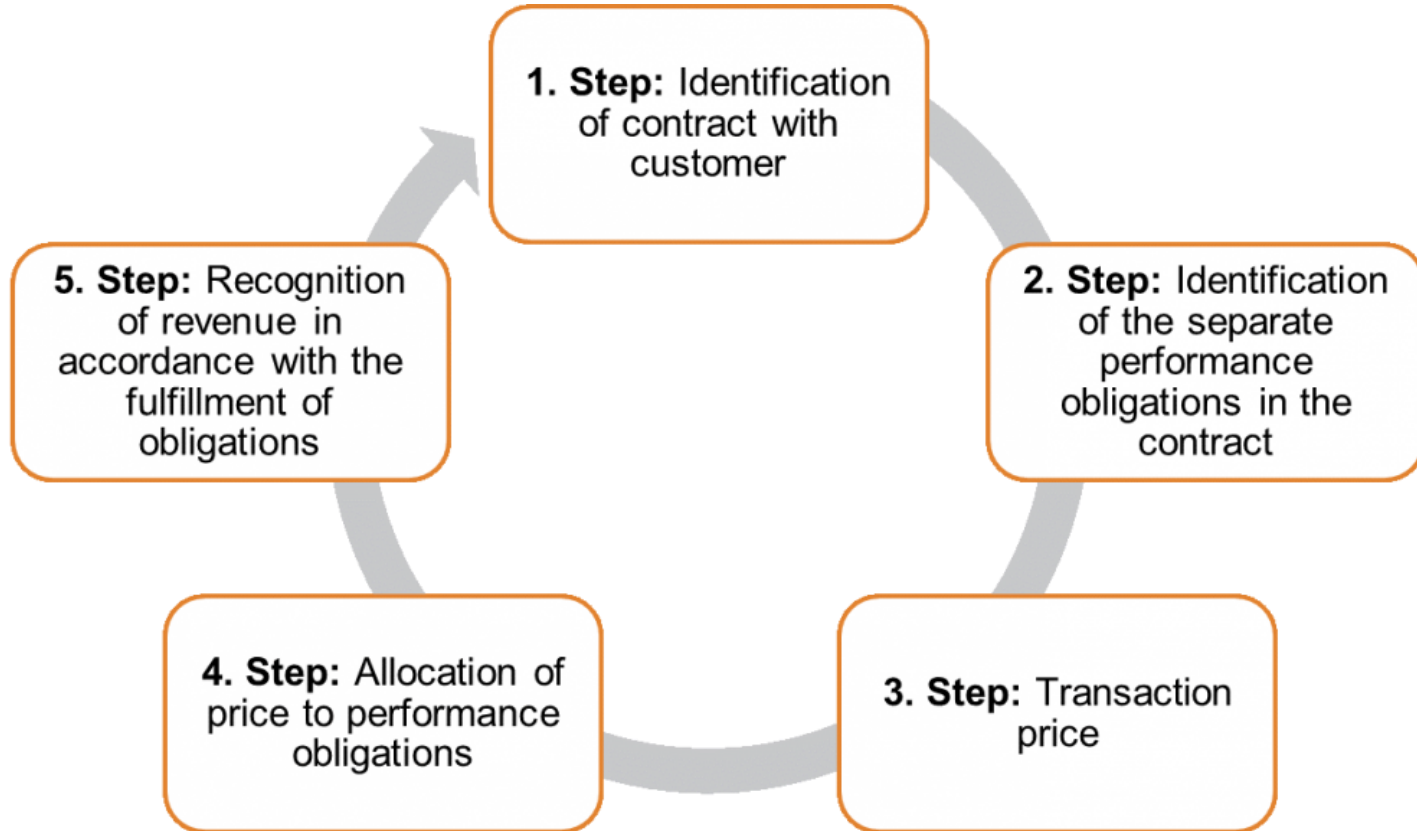 1. Step: Identification
of contract with
customer
2. Step: Identification
of the separate
performance
obligations in the
contract
3. Step: Transaction
price
4. Step: Allocation of
price to performance
obligations
5. Step: Recognition
of revenue in
accordance with the
fulfillment of
obligations